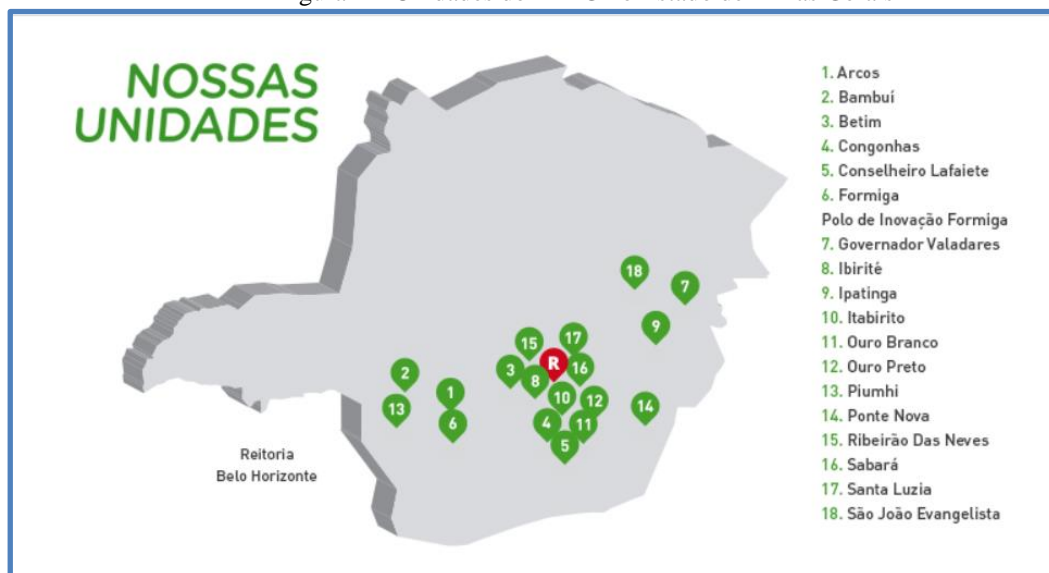 NOSSAS
UNIDADES
18
7
9
17
15
R
16
3
8
2
1
10
12
14
13
6
4
11
5
Reitoria
Belo Horizonte
1. Arcos
2. Bambuí
3. Betim
4. Congonhas
5. Conselheiro Lafaiete
6. Formiga
Polo de Inovação Formiga
7. Governador Valadares
8. Ibirité
9. Ipatinga
10. Itabirito
11. Ouro Branco
12. Ouro Preto
13. Piumhi
14. Ponte Nova
15. Ribeirão Das Neves
16. Sabará
17. Santa Luzia
18. São João Evangelista